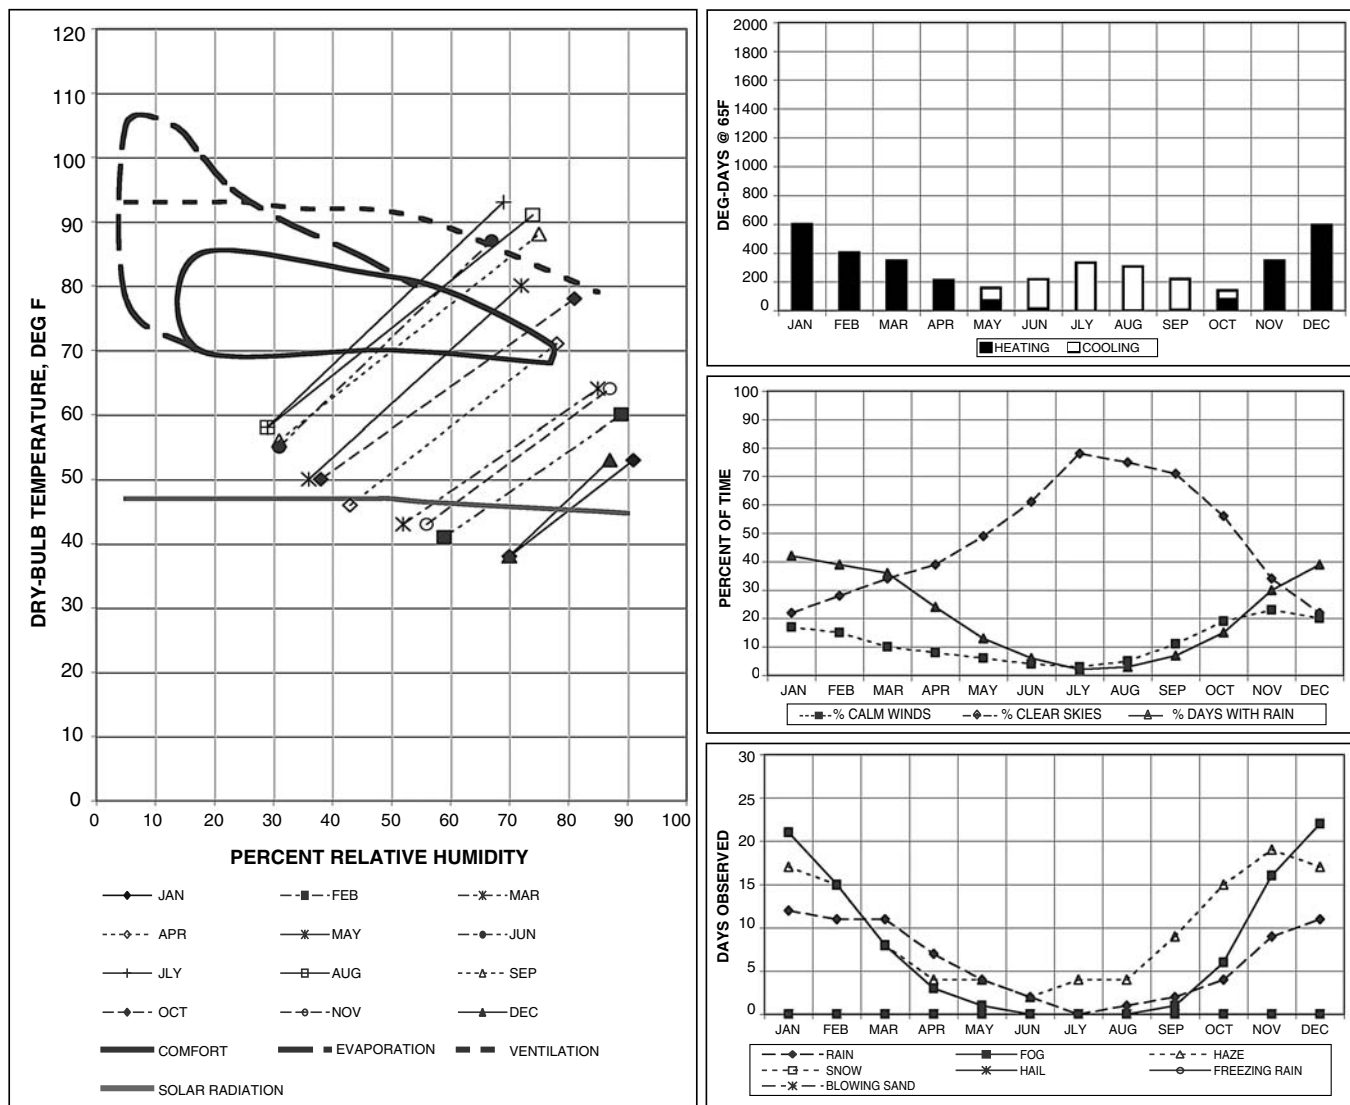 120
110
100
90
80
70
60
50
40
30
20
10
0
DRY-BULB TEMPERATURE, DEG F
0 10 20 30 40 50 60 70 80 90 100
PERCENT RELATIVE HUMIDITY
JAN FEB MAR
APR MAY JUN
JLY AUG SEP
OCT NOV DEC
COMFORT EVAPORATION VENTILATION
SOLAR RADIATION
2000
1800
1600
1400
1200
1000
800
600
400
200
0
DEG-DAYS @ 65F
JAN FEB MAR APR MAY JUN JLY AUG SEP OCT NOV DEC
HEATING COOLING
100
90
80
70
60
50
40
30
20
10
0
PERCENT OF TIME
JAN FEB MAR APR MAY JUN JLY AUG SEP OCT NOV DEC
% CALM WINDS % CLEAR SKIES % DAYS WITH RAIN
30
25
20
15
10
5
0
DAYS OBSERVED
JAN FEB MAR APR MAY JUN JLY AUG SEP OCT NOV DEC
RAIN FOG HAZE
SNOW HAIL FREEZING RAIN
BLOWING SAND